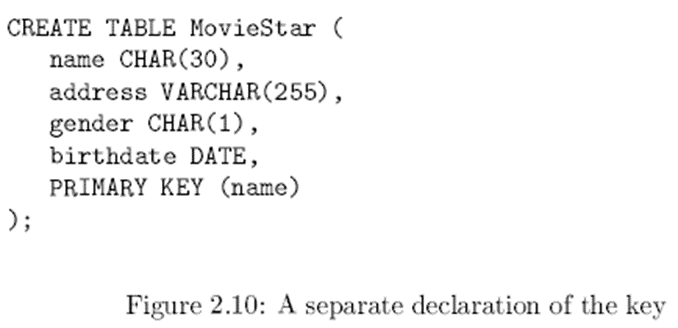 CREATE TABLE MovieStar (
name CHAR(30),
address VARCHAR(255),
gender CHAR(1),
birthdate DATE,
PRIMARY KEY (name)
);
Figure 2.10: A separate declaration of the key